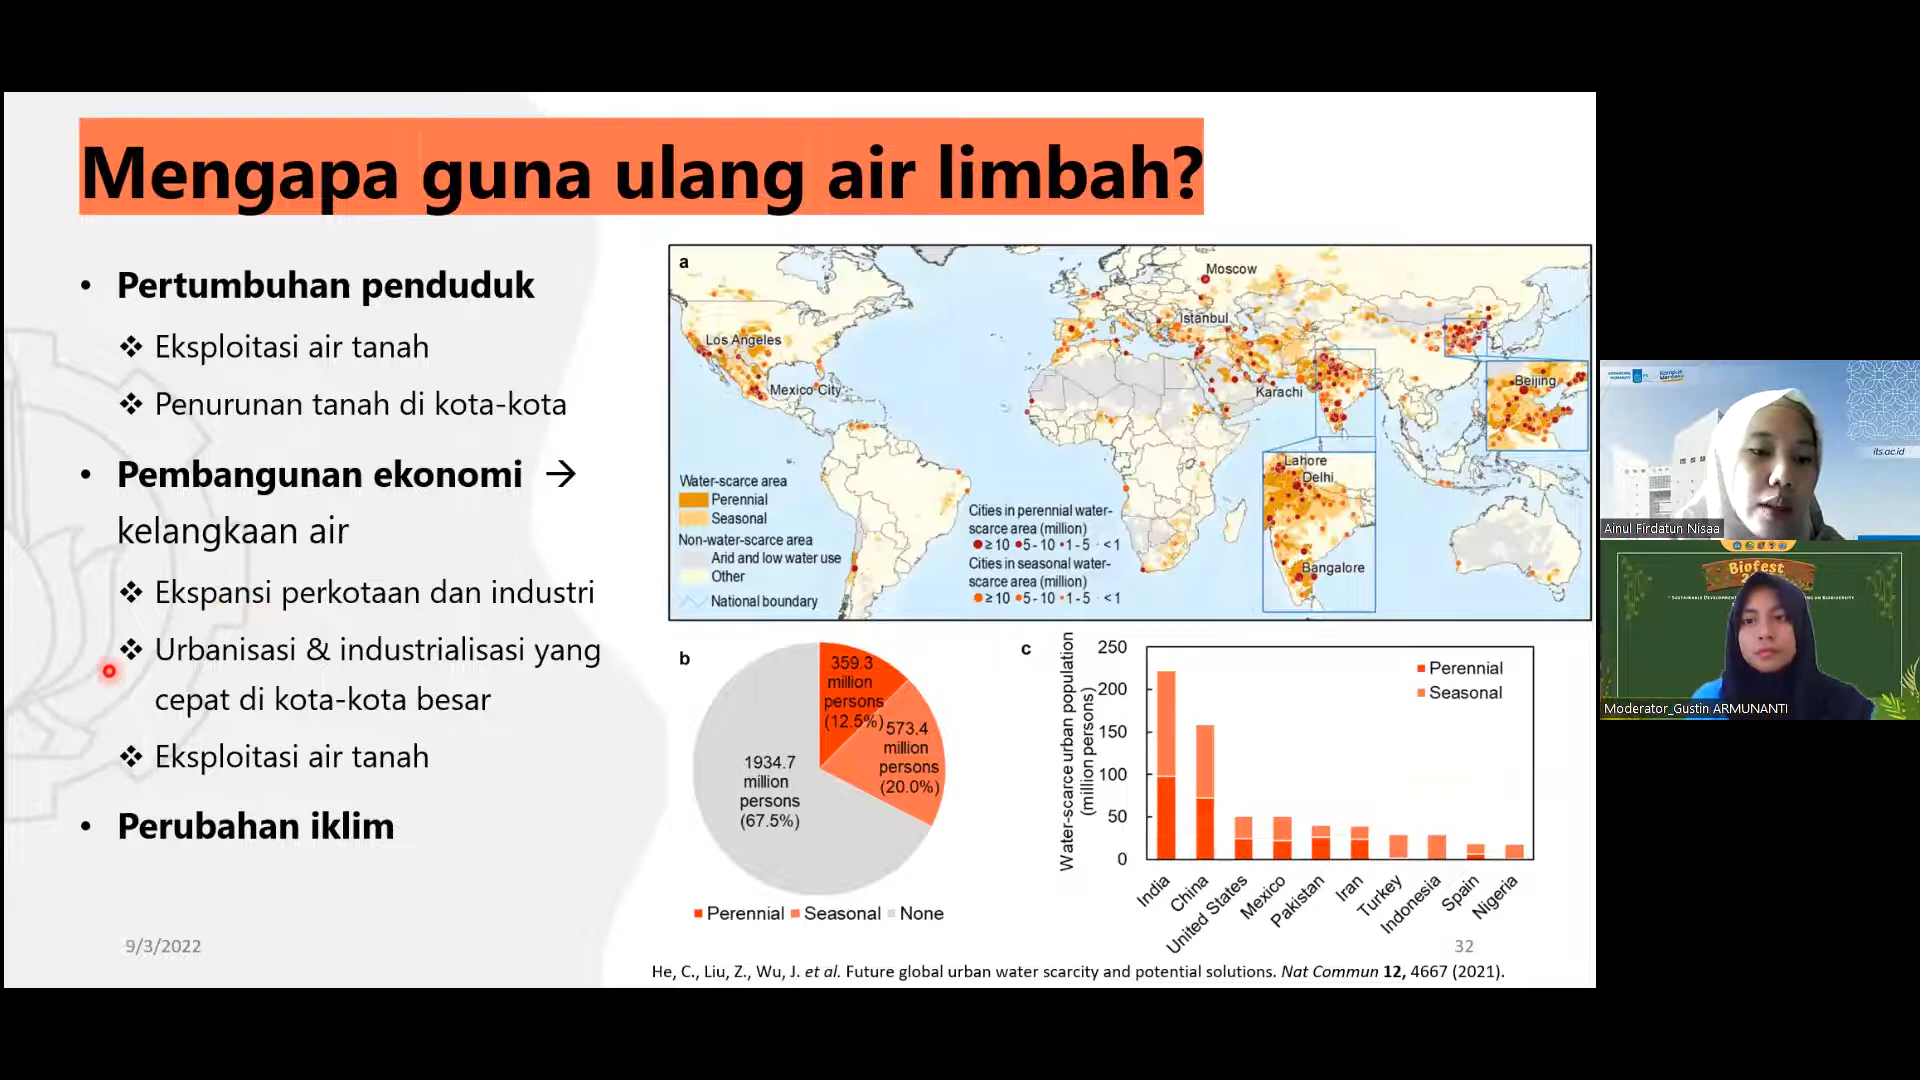 Mengapa guna ulang air limbah?
• Pertumbuhan penduduk
❖ Eksploitasi air tanah
❖ Penurunan tanah di kota-kota
• Pembangunan ekonomi →
kelangkaan air
❖ Ekspansi perkotaan dan industri
❖ Urbanisasi & industrialisasi yang
cepat di kota-kota besar
❖ Eksploitasi air tanah
• Perubahan iklim
9/3/2022
a
Moscow
Istanbul
Los Angeles
Mexico City
Karachi
Beijing
Lahore
Delhi
Bangalore
Water-scarce area
Perennial
Seasonal
Non-water-scarce area
Arid and low water use
Other
National boundary
Cities in perennial water-
scarce area (million)
≥ 10 5 - 10 1 - 5 < 1
Cities in seasonal water-
scarce area (million)
≥ 10 5 - 10 1 - 5 < 1
b
359.3
million
persons
(12.5%)
573.4
million
persons
(20.0%)
1934.7
million
persons
(67.5%)
Perennial Seasonal None
c
Water-scarce urban population
(million persons)
250
200
150
100
50
0
Perennial
Seasonal
India
China
United States
Mexico
Pakistan
Iran
Turkey
Indonesia
Spain
Nigeria
32
He, C., Liu, Z., Wu, J. et al. Future global urban water scarcity and potential solutions. Nat Commun 12, 4667 (2021).
ADVANCING
HUMANITY
Kampus
Merdeka
its.ac.id
Ainul Firdatun Nisaa
Biofest
Moderator_Gustin ARMUNANTI